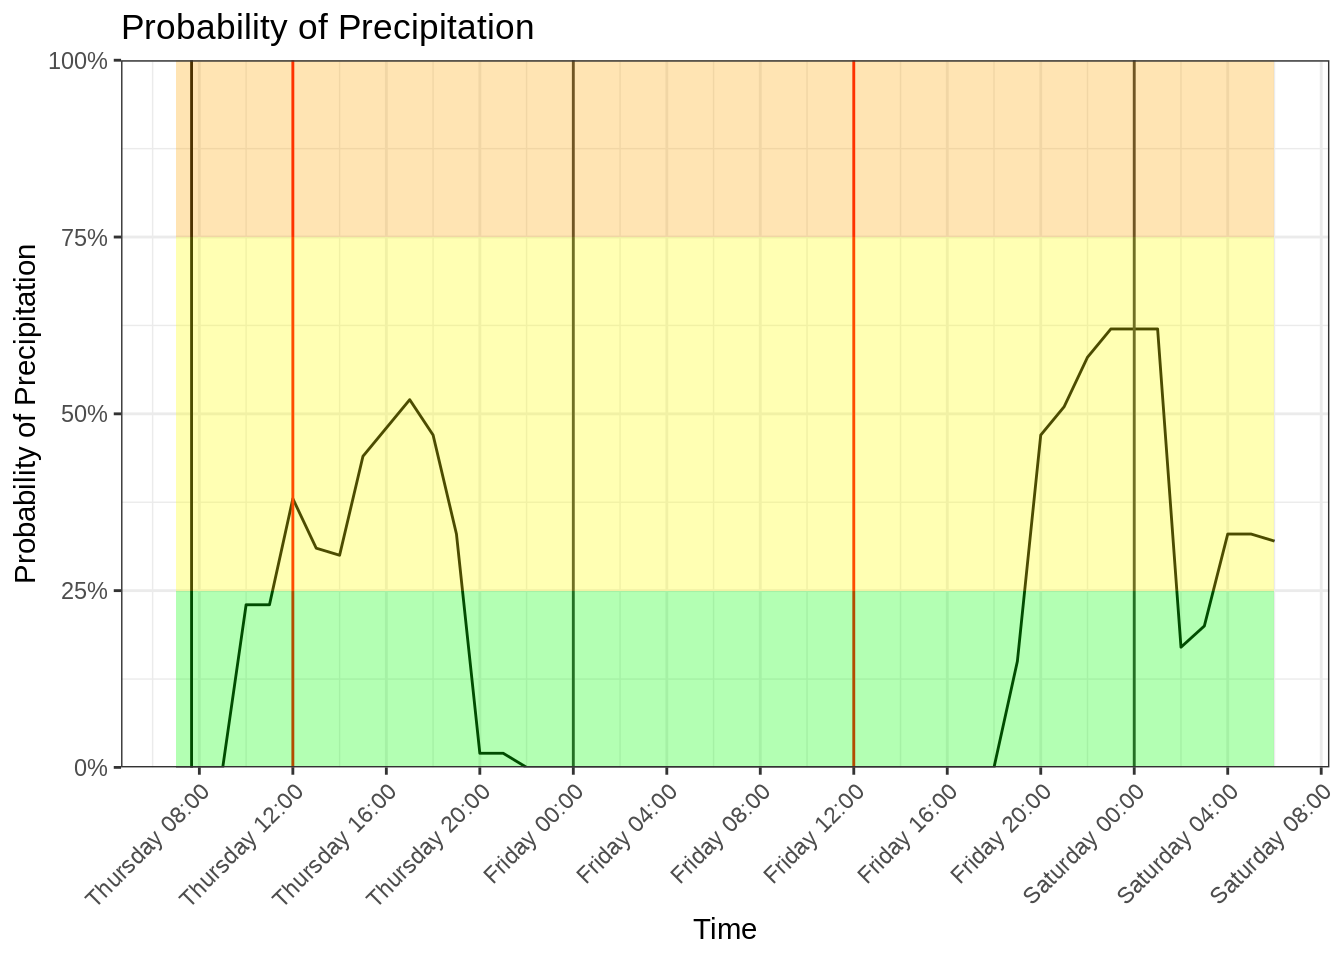 Probability of Precipitation
Probability of Precipitation
100%
75%
50%
25%
0%
Thursday 08:00
Thursday 12:00
Thursday 16:00
Thursday 20:00
Friday 00:00
Friday 04:00
Friday 08:00
Friday 12:00
Friday 16:00
Friday 20:00
Saturday 00:00
Saturday 04:00
Saturday 08:00
Time